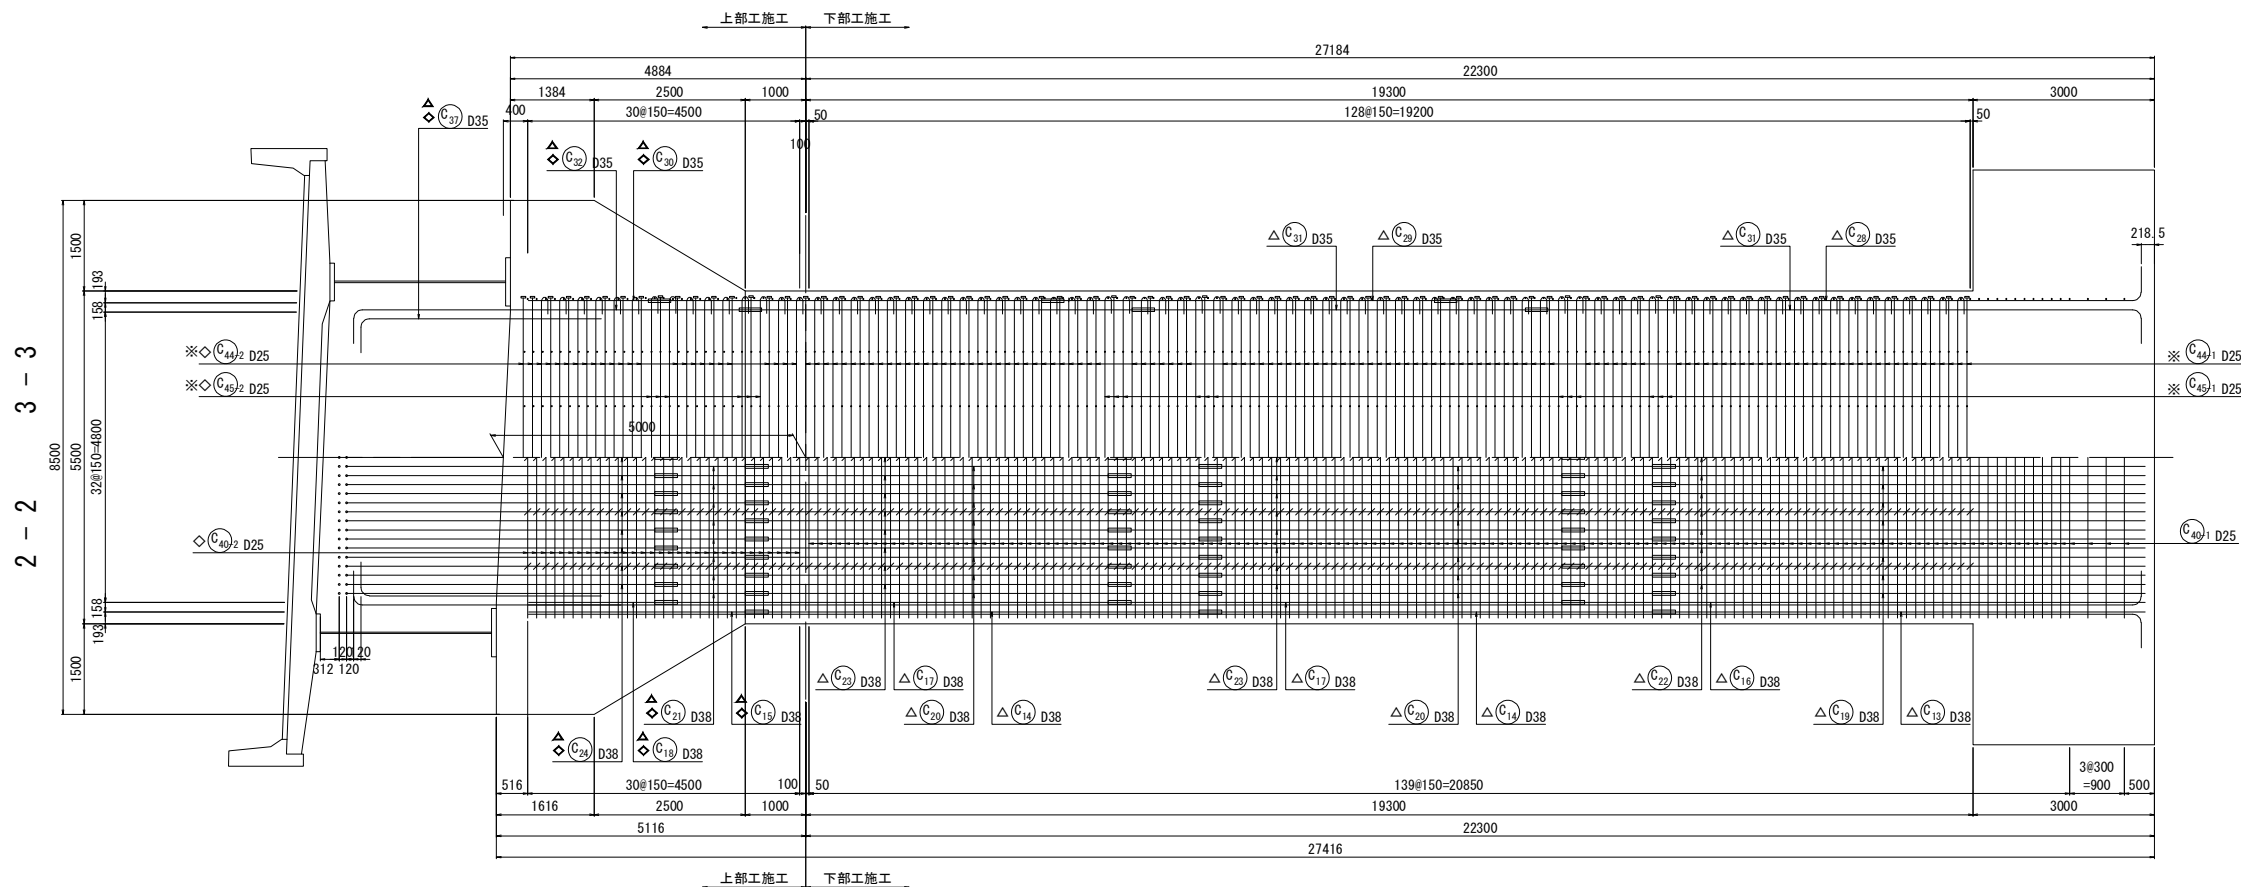 上部工施工 下部工施工
27184
4884 22300
1384 2500 1000 19300 3000
400 30@150=4500 50 128@150=19200 50
100
△ ◇ C37 D35
△ ◇ C32 D35
△ ◇ C30 D35
△ C31 D35
△ C29 D35
△ C31 D35
△ C28 D35
218.5
1500
193
158
※◇ C44-2 D25
※ C44-1 D25
※◇ C45-2 D25
※ C45-1 D25
3 - 3
2 - 2
8500
5500
32@150=4800
5000
◇ C40-2 D25
C40-1 D25
158
193
1500
120 120
312 120
△ C23 D38
△ C17 D38
△ C23 D38
△ C17 D38
△ C22 D38
△ C16 D38
△ ◇ C21 D38
△ ◇ C15 D38
△ C20 D38
△ C14 D38
△ C20 D38
△ C14 D38
△ C19 D38
△ C13 D38
△ ◇ C24 D38
△ ◇ C18 D38
516 30@150=4500 100 50 139@150=20850 3@300
=900 500
1616 2500 1000 19300 3000
5116 22300
27416
上部工施工 下部工施工